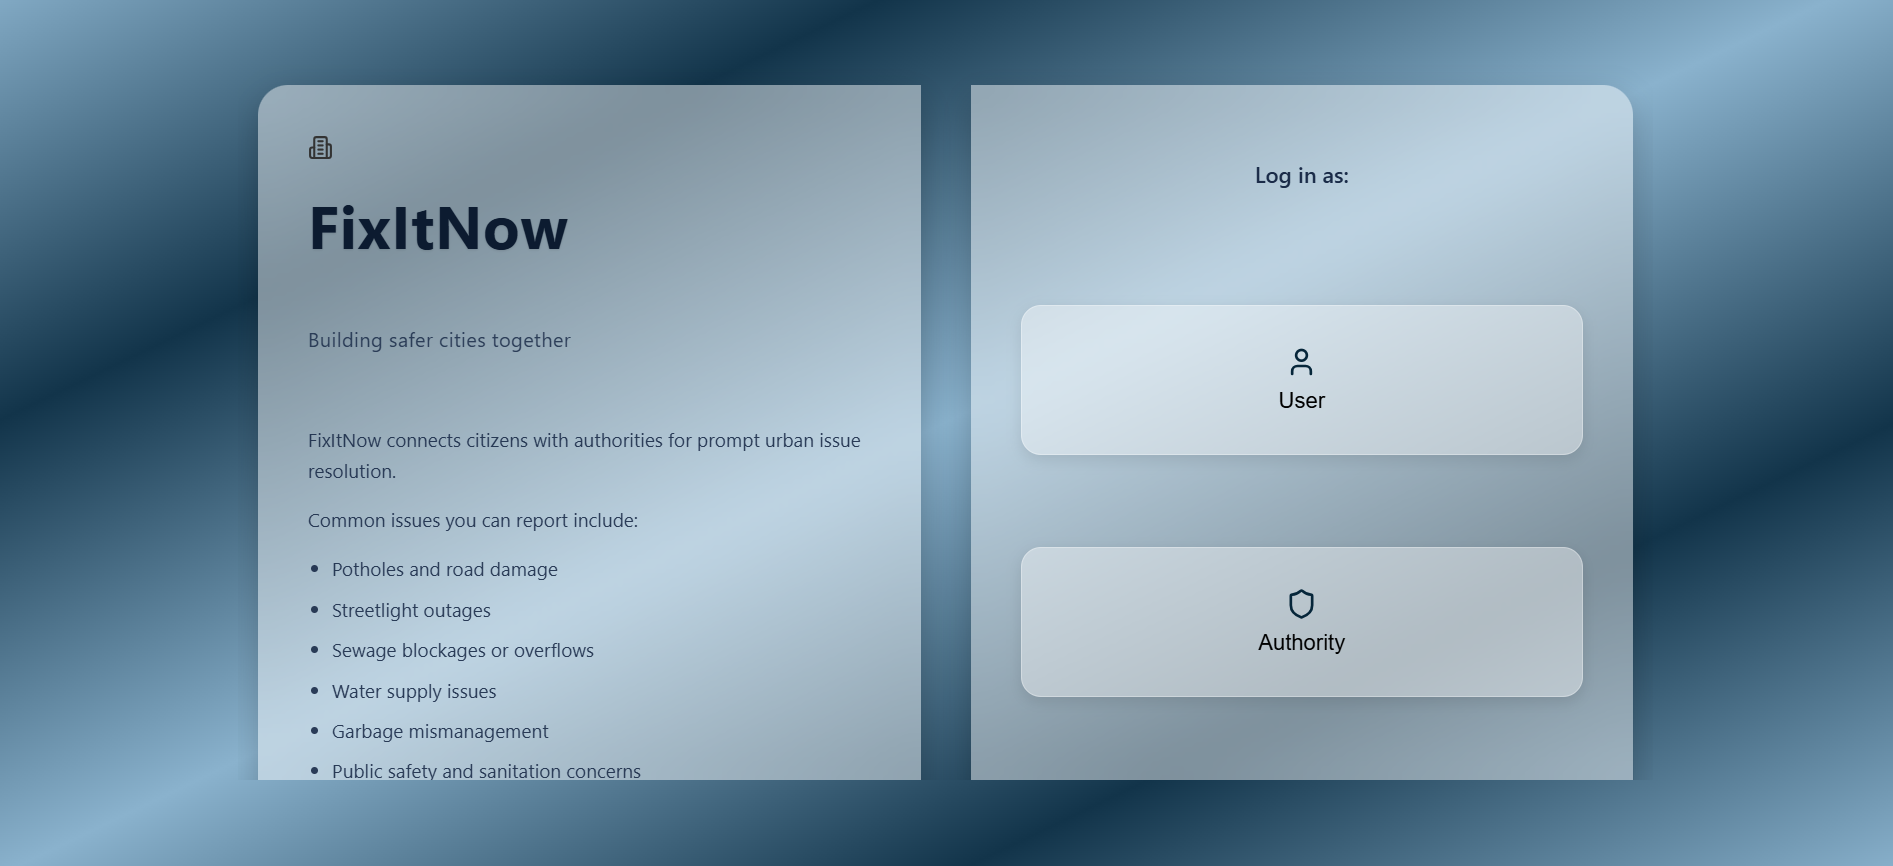 FixItNow
Building safer cities together
FixItNow connects citizens with authorities for prompt urban issue
resolution.
Common issues you can report include:
• Potholes and road damage
• Streetlight outages
• Sewage blockages or overflows
• Water supply issues
• Garbage mismanagement
• Public safety and sanitation concerns
Log in as:
User
Authority